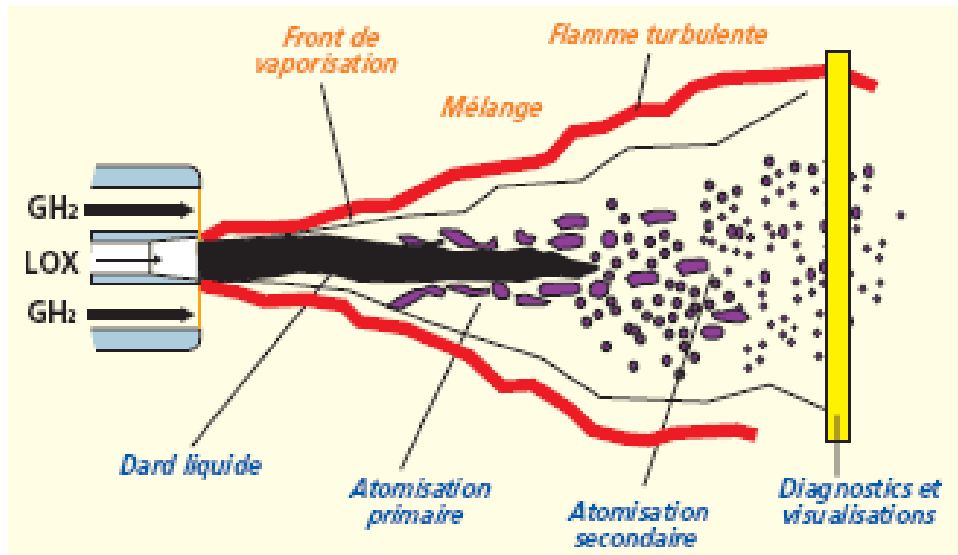 Front de
vaporisation
Flamme turbulente
Mélange
GH₂
LOX
GH₂
Dard liquide
Atomisation
primaire
Atomisation
secondaire
Diagnostics et
visualisations